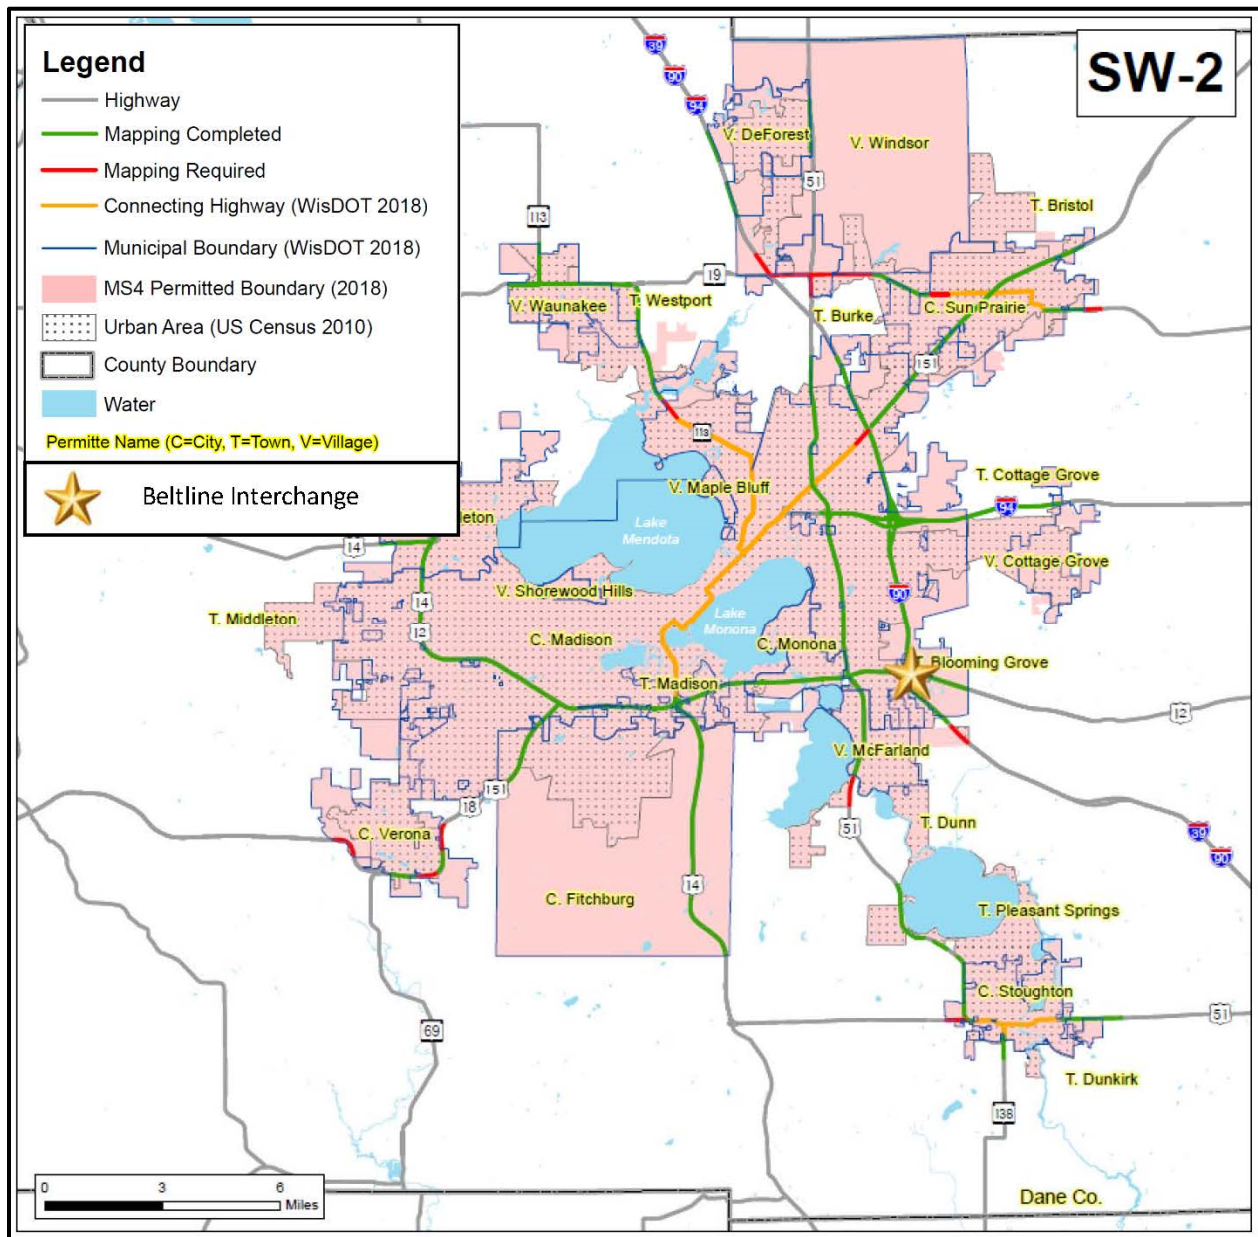 Legend
Highway
Mapping Completed
Mapping Required
Connecting Highway (WisDOT 2018)
Municipal Boundary (WisDOT 2018)
MS4 Permitted Boundary (2018)
Urban Area (US Census 2010)
County Boundary
Water
Permitte Name (C=City, T=Town, V=Village)
Beltline Interchange
SW-2
39
90
94
V. DeForest
V. Windsor
51
T. Bristol
113
19
V. Waunakee
T. Westport
T. Burke
C. Sun Prairie
151
113
V. Maple Bluff
T. Cottage Grove
94
Lake
Mendota
14
V. Cottage Grove
V. Shorewood Hills
90
14
T. Middleton
12
C. Madison
Lake
Monona
C. Monona
Blooming Grove
T. Madison
12
V. McFarland
151
18
C. Verona
T. Dunn
51
39
90
14
C. Fitchburg
T. Pleasant Springs
C. Stoughton
51
69
T. Dunkirk
138
0 3 6
Miles
Dane Co.